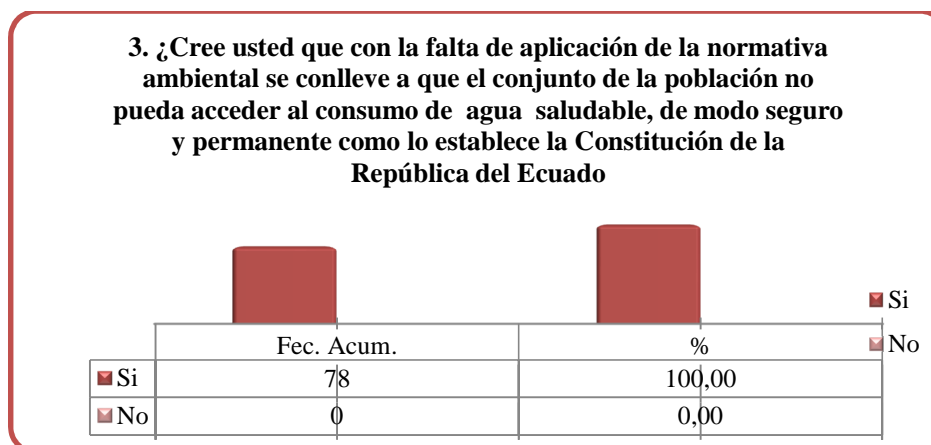 3. ¿Cree usted que con la falta de aplicación de la normativa
ambiental se conlleve a que el conjunto de la población no
pueda acceder al consumo de agua saludable, de modo seguro
y permanente como lo establece la Constitución de la
República del Ecuado
Si
No
Fec. Acum. %
Si 78 100,00
No 0 0,00